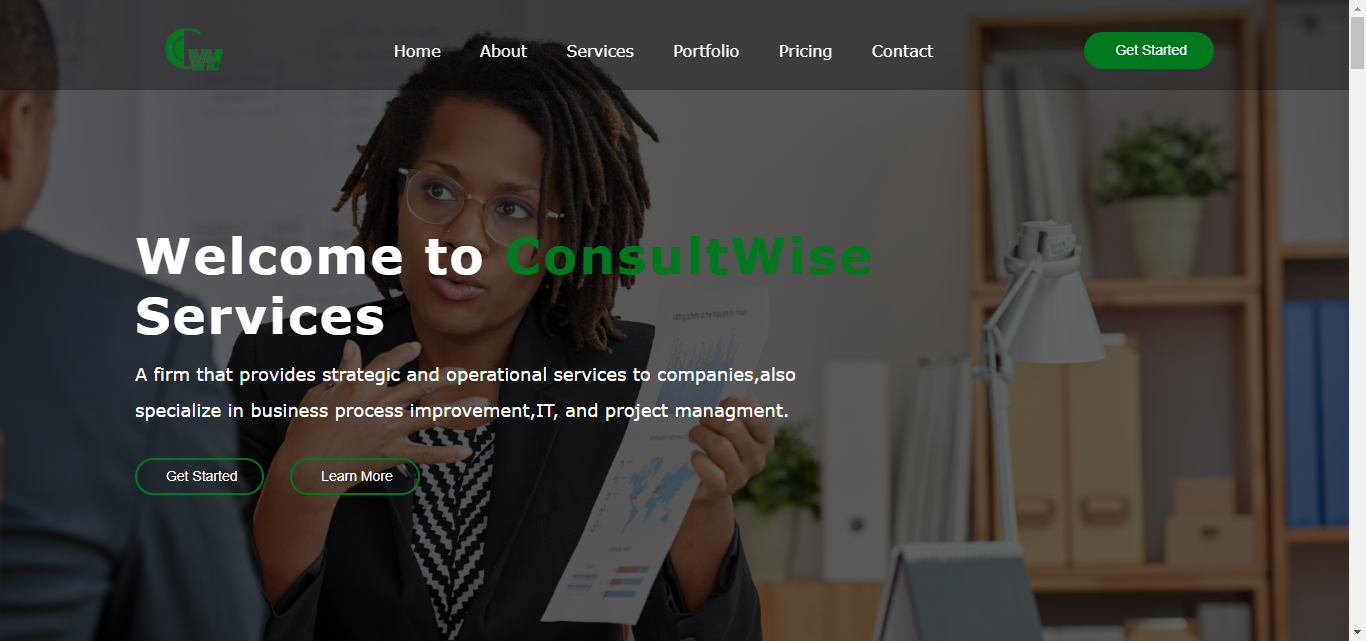 CW
Home About Services Portfolio Pricing Contact Get Started
Welcome to ConsultWise
Services
A firm that provides strategic and operational services to companies,also
specialize in business process improvement,IT, and project managment.
Get Started Learn More